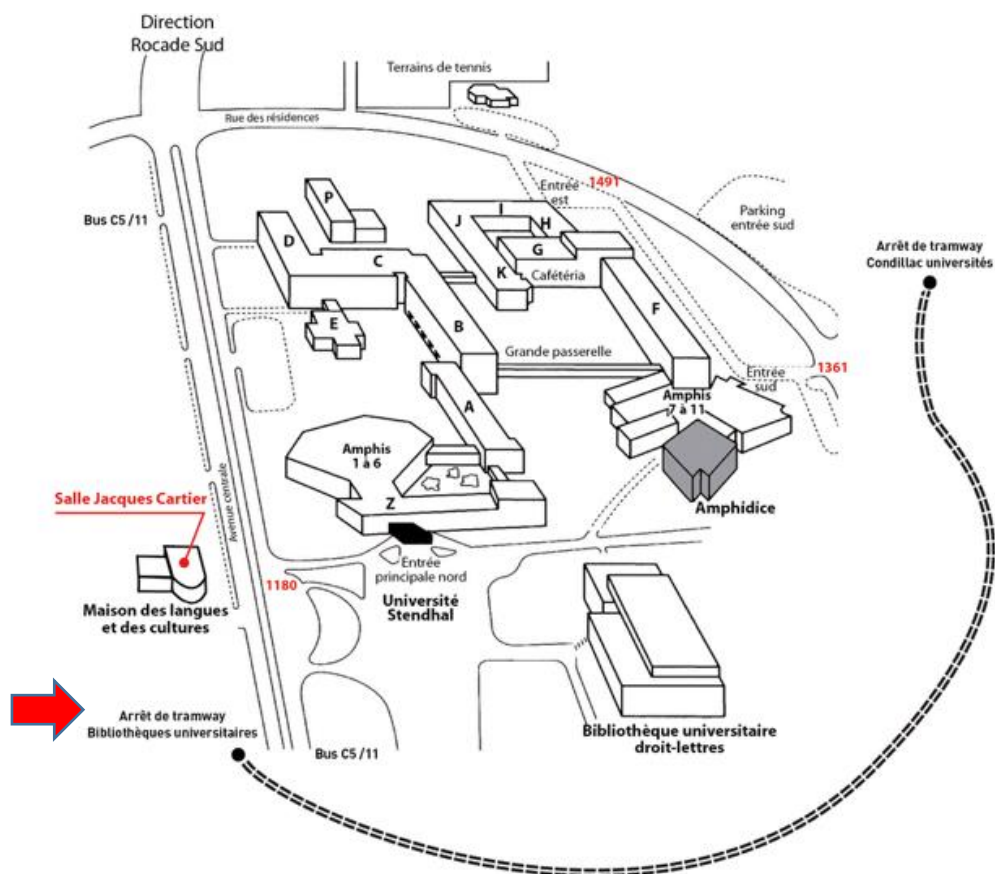 Direction
Rocade Sud
Terrains de tennis
Rue des résidences
Entrée
est
1491
Parking
entrée sud
Bus C5 /11
Arrêt de tramway
Condillac universités
P
I
H
J
G
D
C
K
Cafétéria
F
B
E
Grande passerelle
1361
Entrée
sud
Amphis
7 à 11
A
Amphis
1 à 6
Z
Amphidice
Avenue centrale
Salle Jacques Cartier
Entrée
principale nord
1180
Université
Stendhal
Maison des langues
et des cultures
Arrêt de tramway
Bibliothèques universitaires
Bibliothèque universitaire
droit-lettres
Bus C5 /11